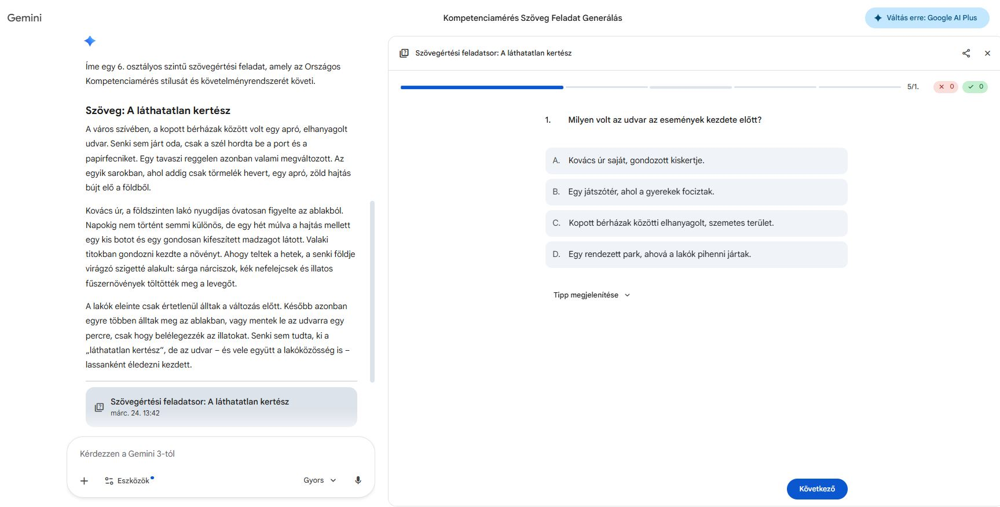 Gemini
Kompetenciamérés Szöveg Feladat Generálás
Váltás erre: Google AI Plus
Íme egy 6. osztályos szintű szövegértési feladat, amely az Országos
Kompetenciamérés stílusát és követelményrendszerét követi.
Szöveg: A láthatatlan kertész
A város szívében, a kopott bérházak között volt egy apró, elhanyagolt
udvar. Senki sem járt oda, csak a szél hordta be a port és a
papírfecniket. Egy tavaszi reggelen azonban valami megváltozott. Az
egyik sarokban, ahol addig csak törmelék hevert, egy apró, zöld hajtás
bújt elő a földből.
Kovács úr, a földszinten lakó nyugdíjas óvatosan figyelte az ablakból.
Napokig nem történt semmi különös, de egy hét múlva a hajtás mellett
egy kis botot és egy gondosan kifeszített madzagot látott. Valaki
titokban gondozni kezdte a növényt. Ahogy teltek a hetek, a senki földje
virágzó szigetté alakult: sárga nárciszok, kék nefelejcsek és illatos
fűszernövények töltötték meg a levegőt.
A lakók eleinte csak értetlenül álltak a változás előtt. Később azonban
egyre többen álltak meg az ablakban, vagy mentek le az udvarra egy
percre, csak hogy belélegezzék az illatokat. Senki sem tudta, ki a
„láthatatlan kertész”, de az udvar – és vele együtt a lakóközösség is –
lassanként éledezni kezdett.
Szövegértési feladatsor: A láthatatlan kertész
márc. 24. 13:42
Kérdezzen a Gemini 3-tól
Eszközök
Gyors
Szövegértési feladatsor: A láthatatlan kertész
5/1.
0
0
1. Milyen volt az udvar az események kezdete előtt?
A. Kovács úr saját, gondozott kiskertje.
B. Egy játszótér, ahol a gyerekek fociztak.
C. Kopott bérházak közötti elhanyagolt, szemetes terület.
D. Egy rendezett park, ahová a lakók pihenni jártak.
Tipp megjelenítése
Következő